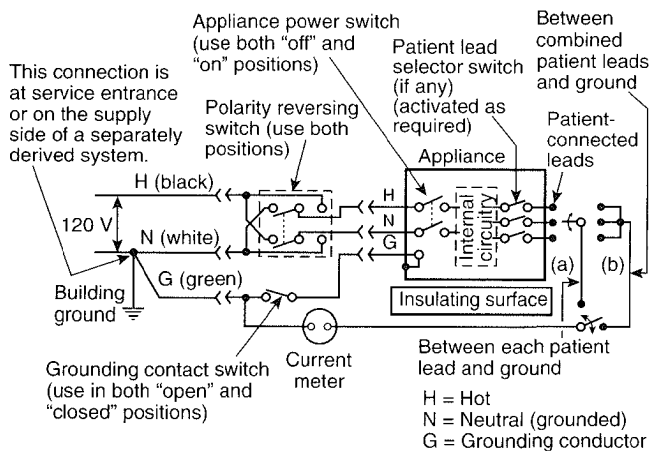 Appliance power switch
(use both "off" and
"on" positions)
Patient lead
selector switch
(if any)
(activated as
required)
Between
combined
patient leads
and ground
This connection is
at service entrance
or on the supply
side of a separately
derived system.
Polarity reversing
switch (use both
positions)
Patient-
connected
leads
Appliance
H (black)
H
120 V
N
N (white)
G
Internal
circuitry
G (green)
(a)
(b)
Building
ground
Insulating surface
Grounding contact switch
(use in both "open" and
"closed" positions)
Current
meter
Between each patient
lead and ground
H = Hot
N = Neutral (grounded)
G = Grounding conductor